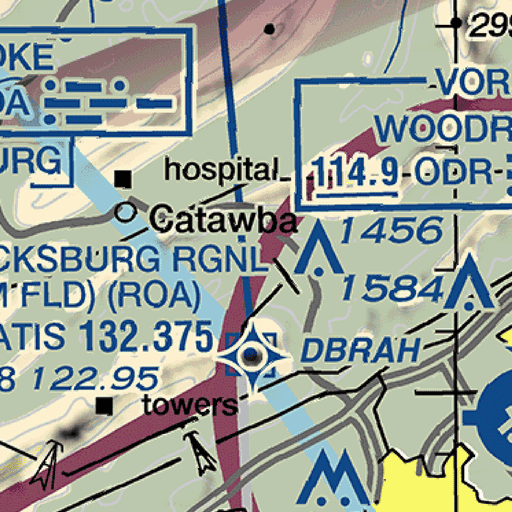 OKE
OA
299
VOR
WOODR
114.9 ODR
URG
hospital
Catawba
1456
CKSBURG RGNL
1584
M FLD) (ROA)
ATIS 132.375
DBRAH
8 122.95
towers